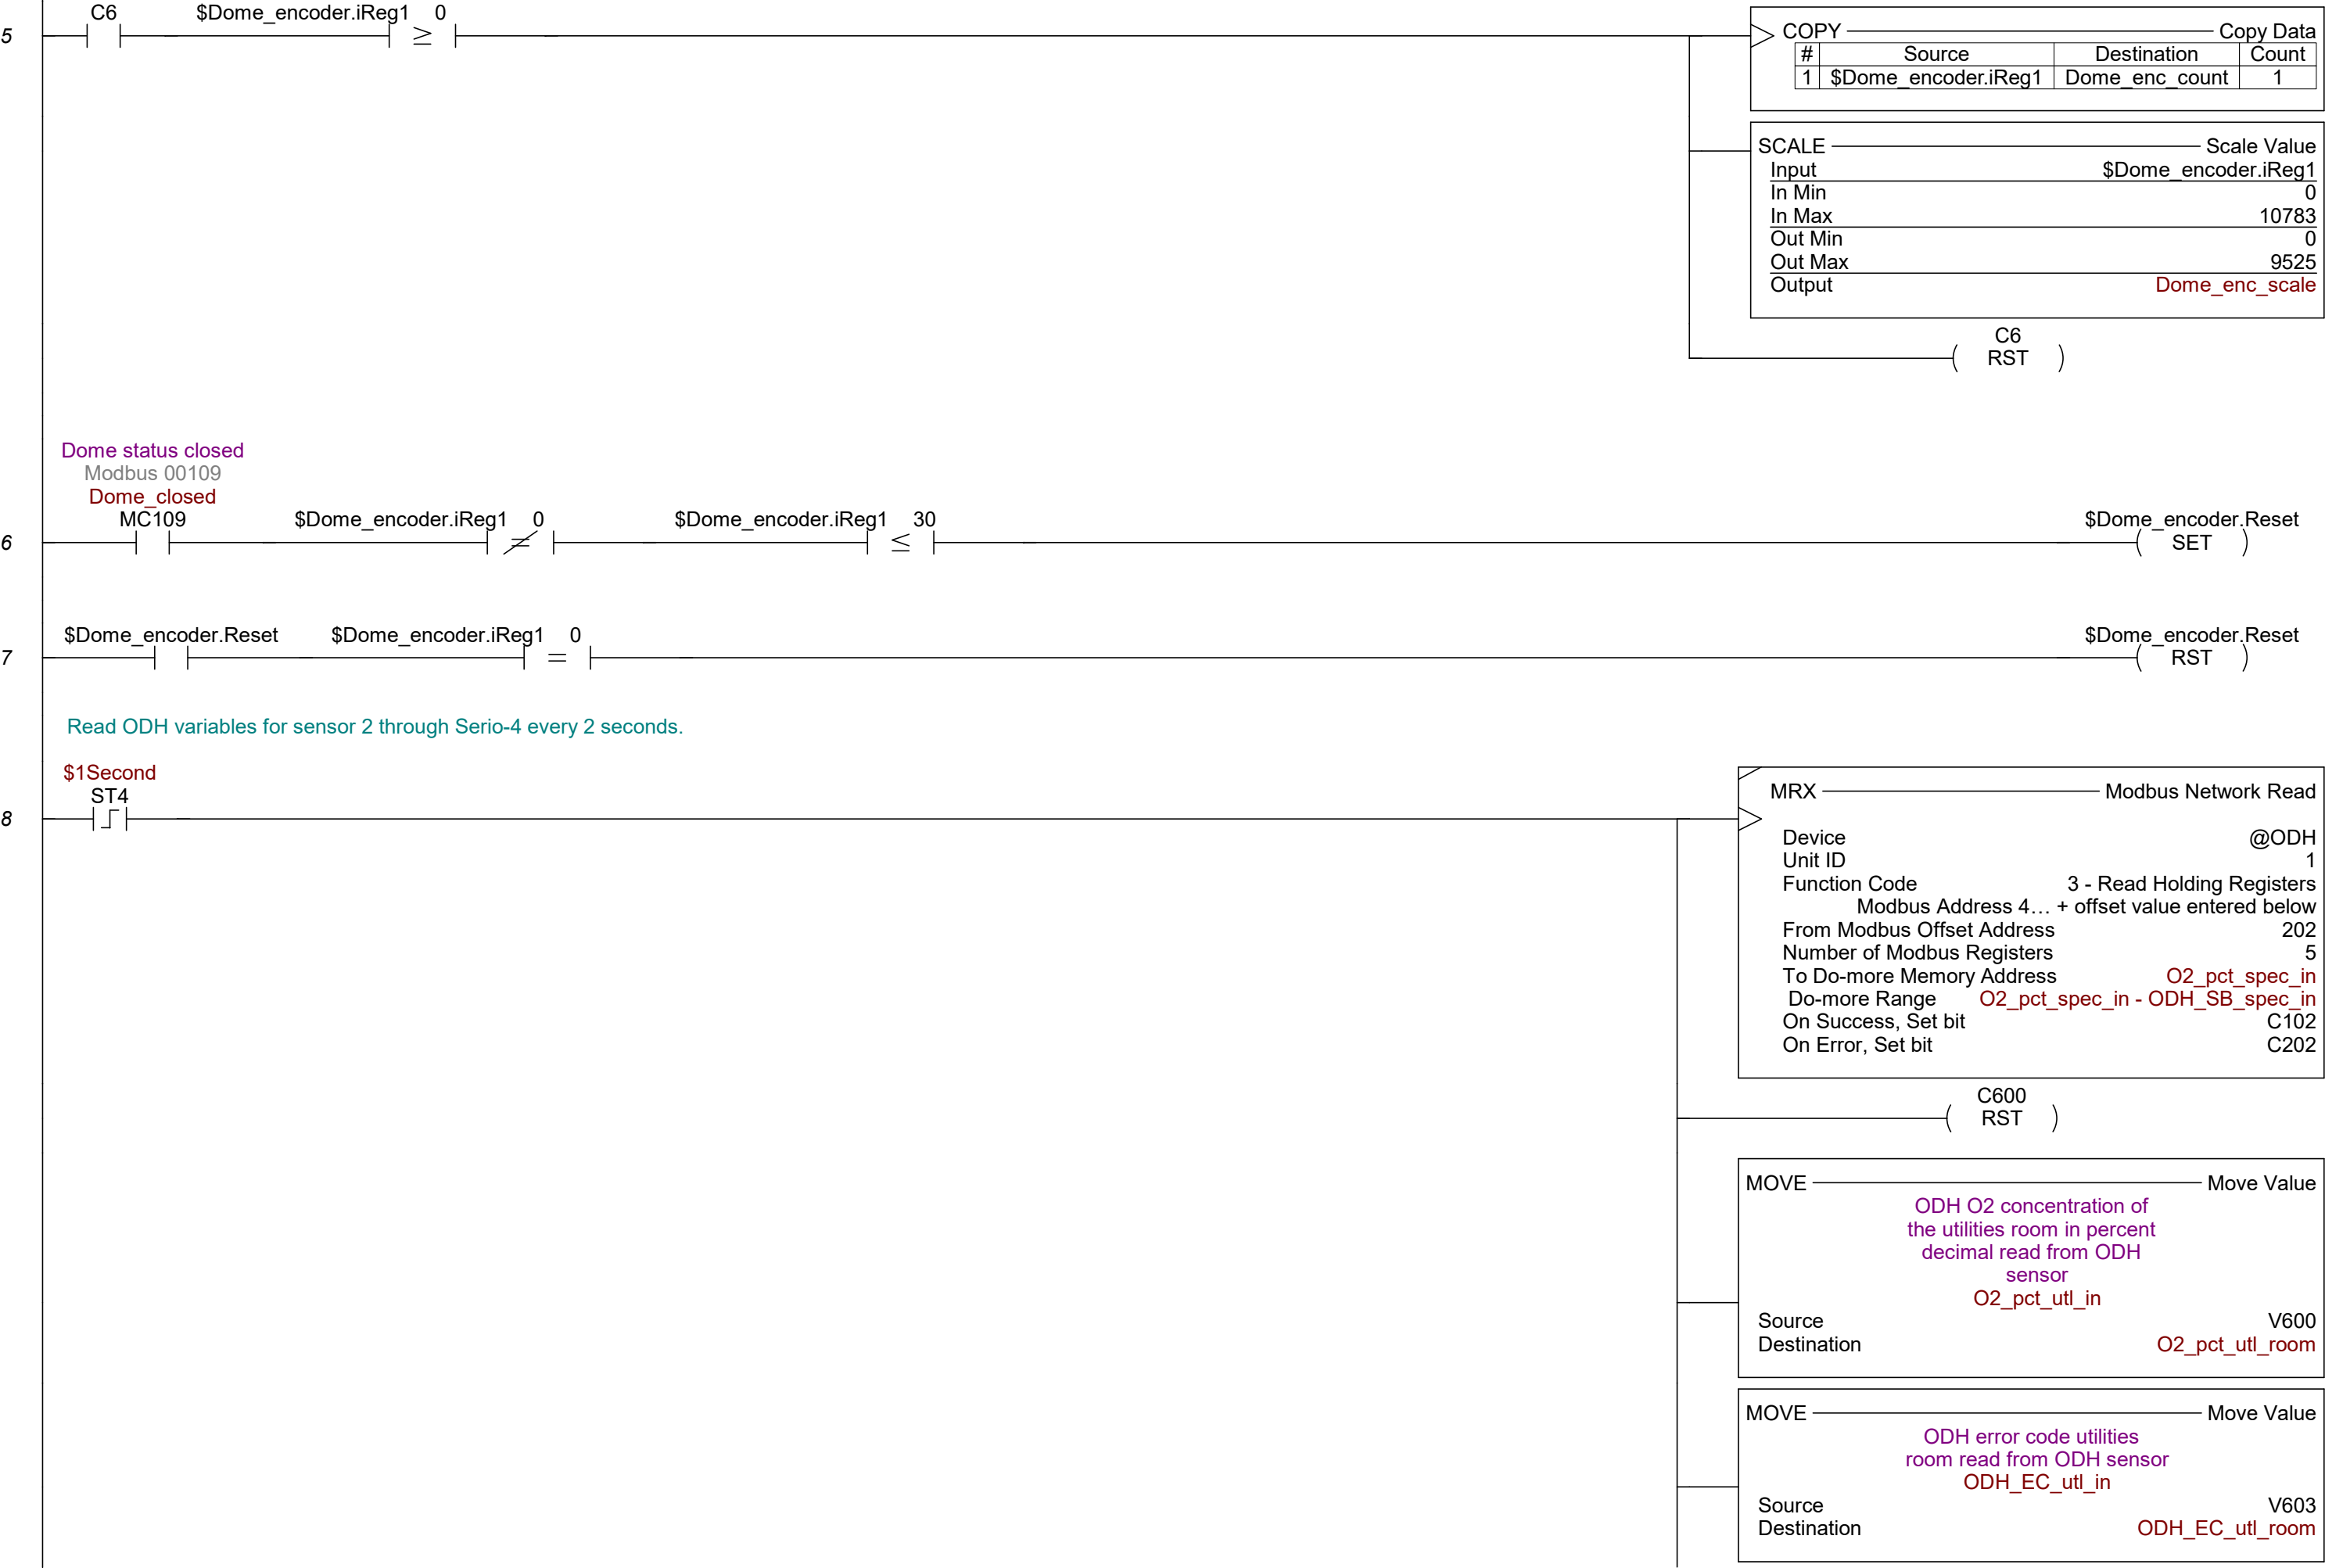 C6 $Dome_encoder.iReg1 0
≥
5
COPY Copy Data
# Source Destination Count
1 $Dome_encoder.iReg1 Dome_enc_count 1
SCALE Scale Value
Input $Dome_encoder.iReg1
In Min 0
In Max 10783
Out Min 0
Out Max 9525
Output Dome_enc_scale
C6
RST
Dome status closed
Modbus 00109
Dome_closed
MC109 $Dome_encoder.iReg1 0 $Dome_encoder.iReg1 30 $Dome_encoder.Reset
6 ≠ ≤ SET
$Dome_encoder.Reset $Dome_encoder.iReg1 0 $Dome_encoder.Reset
7 = RST
Read ODH variables for sensor 2 through Serio-4 every 2 seconds.
$1Second
ST4
8
MRX Modbus Network Read
Device @ODH
Unit ID 1
Function Code 3 - Read Holding Registers
Modbus Address 4… + offset value entered below
From Modbus Offset Address 202
Number of Modbus Registers 5
To Do-more Memory Address O2_pct_spec_in
Do-more Range O2_pct_spec_in - ODH_SB_spec_in
On Success, Set bit C102
On Error, Set bit C202
C600
RST
MOVE Move Value
ODH O2 concentration of
the utilities room in percent
decimal read from ODH
sensor
O2_pct_utl_in
Source V600
Destination O2_pct_utl_room
MOVE Move Value
ODH error code utilities
room read from ODH sensor
ODH_EC_utl_in
Source V603
Destination ODH_EC_utl_room